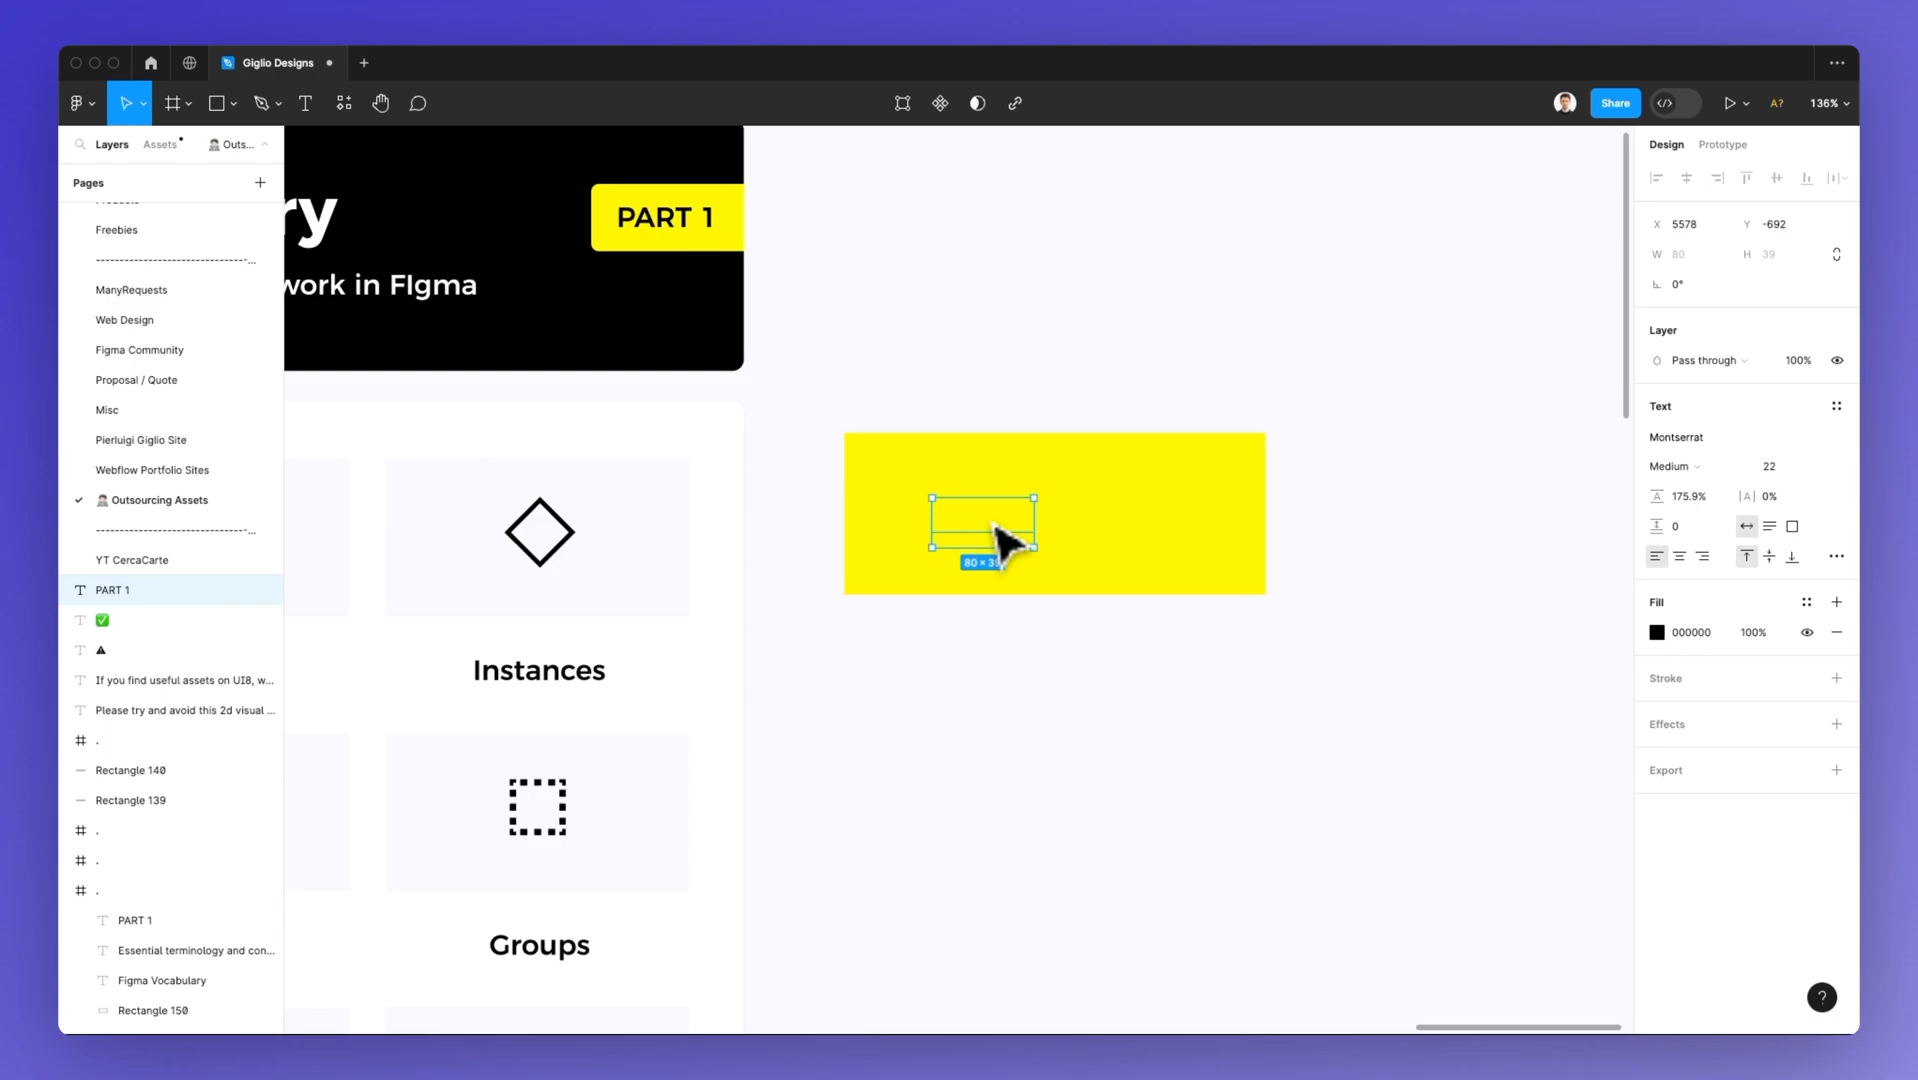 Giglio Designs
Share
A?
136%
Layers
Assets
Outs...
Pages
Freebies
--------------------------------...
ManyRequests
Web Design
Figma Community
Proposal / Quote
Misc
Pierluigi Giglio Site
Webflow Portfolio Sites
Outsourcing Assets
--------------------------------...
YT CercaCarte
PART 1
If you find useful assets on UI8, w...
Please try and avoid this 2d visual ...
.
Rectangle 140
Rectangle 139
.
.
.
PART 1
Essential terminology and con...
Figma Vocabulary
Rectangle 150
ry
PART 1
work in FIgma
Instances
Groups
Design
Prototype
X 5578
Y -692
W 80
H 39
0°
Layer
Pass through
100%
Text
Montserrat
Medium
22
175.9%
0%
0
Fill
000000
100%
Stroke
Effects
Export
?